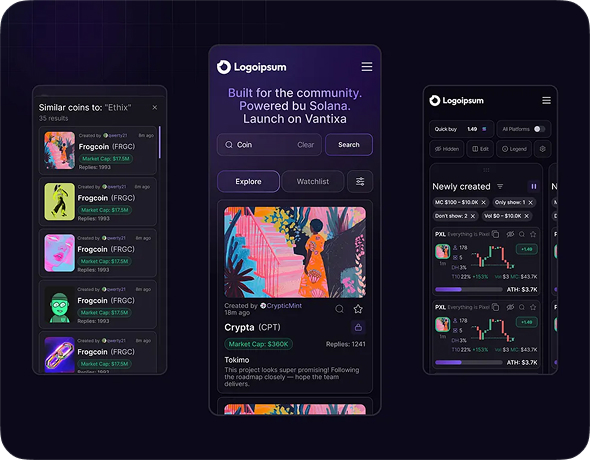 Similar coins to: "Ethix"
35 results
Created by qwerty21 8m ago
Frogcoin (FRGC)
Market Cap: $17.5M
Replies: 1993
Created by qwerty21 8m ago
Frogcoin (FRGC)
Market Cap: $17.5M
Replies: 1993
Created by qwerty21 8m ago
Frogcoin (FRGC)
Market Cap: $17.5M
Replies: 1993
Created by qwerty21 8m ago
Frogcoin (FRGC)
Market Cap: $17.5M
Replies: 1993
Created by qwerty21 8m ago
Frogcoin (FRGC)
Market Cap: $17.5M
Replies: 1993
Logoipsum
Built for the community.
Powered bu Solana.
Launch on Vantixa
Coin Clear Search
Explore Watchlist
Created by CrypticMint
18m ago
Crypta (CPT)
Market Cap: $360K Replies: 1241
Tokimo
This project looks super promising! Following
the roadmap closely — hope the team
delivers.
Logoipsum
Quick buy 1.49 All Platforms
Hidden Edit Legend
Newly created N
MC $100 – $10.0K Only show: 1 M
Don't show: 2 Vol $0 – $10.0K D
PXL Everything is Pixel
178 +1.49
5
1m DH 3%
T10 22% +153% vol $3 MC $43.7K
ATH: $3.7K
PXL Everything is Pixel
178 +1.49
5
1m DH 3%
T10 22% +153% vol $3 MC $43.7K
ATH: $3.7K